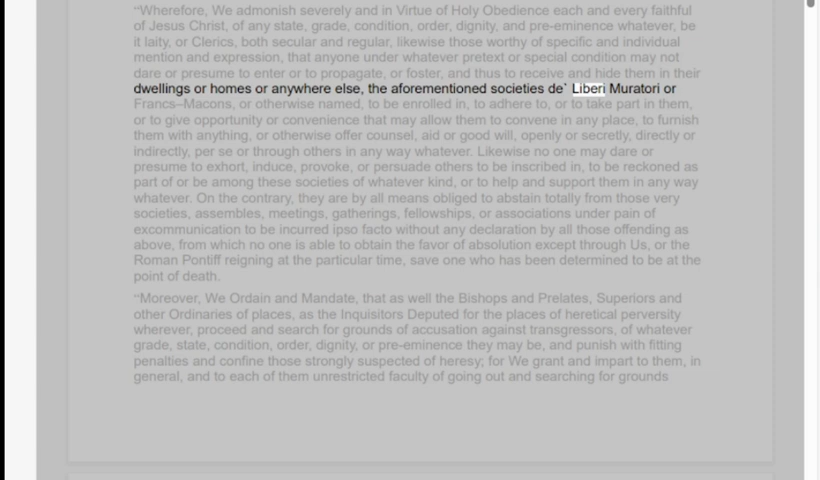 “Wherefore, We admonish severely and in Virtue of Holy Obedience each and every faithful
of Jesus Christ, of any state, grade, condition, order, dignity, and pre-eminence whatever, be
it laity, or Clerics, both secular and regular, likewise those worthy of specific and individual
mention and expression, that anyone under whatever pretext or special condition may not
dare or presume to enter or to propagate, or foster, and thus to receive and hide them in their
dwellings or homes or anywhere else, the aforementioned societies de’ Liberi Muratori or
Francs–Macons, or otherwise named, to be enrolled in, to adhere to, or to take part in them,
or to give opportunity or convenience that may allow them to convene in any place, to furnish
them with anything, or otherwise offer counsel, aid or good will, openly or secretly, directly or
indirectly, per se or through others in any way whatever. Likewise no one may dare or
presume to exhort, induce, provoke, or persuade others to be inscribed in, to be reckoned as
part of or be among these societies of whatever kind, or to help and support them in any way
whatever. On the contrary, they are by all means obliged to abstain totally from those very
societies, assembles, meetings, gatherings, fellowships, or associations under pain of
excommunication to be incurred ipso facto without any declaration by all those offending as
above, from which no one is able to obtain the favor of absolution except through Us, or the
Roman Pontiff reigning at the particular time, save one who has been determined to be at the
point of death.
“Moreover, We Ordain and Mandate, that as well the Bishops and Prelates, Superiors and
other Ordinaries of places, as the Inquisitors Deputed for the places of heretical perversity
wherever, proceed and search for grounds of accusation against transgressors, of whatever
grade, state, condition, order, dignity, or pre-eminence they may be, and punish with fitting
penalties and confine those strongly suspected of heresy; for We grant and impart to them, in
general, and to each of them unrestricted faculty of going out and searching for grounds